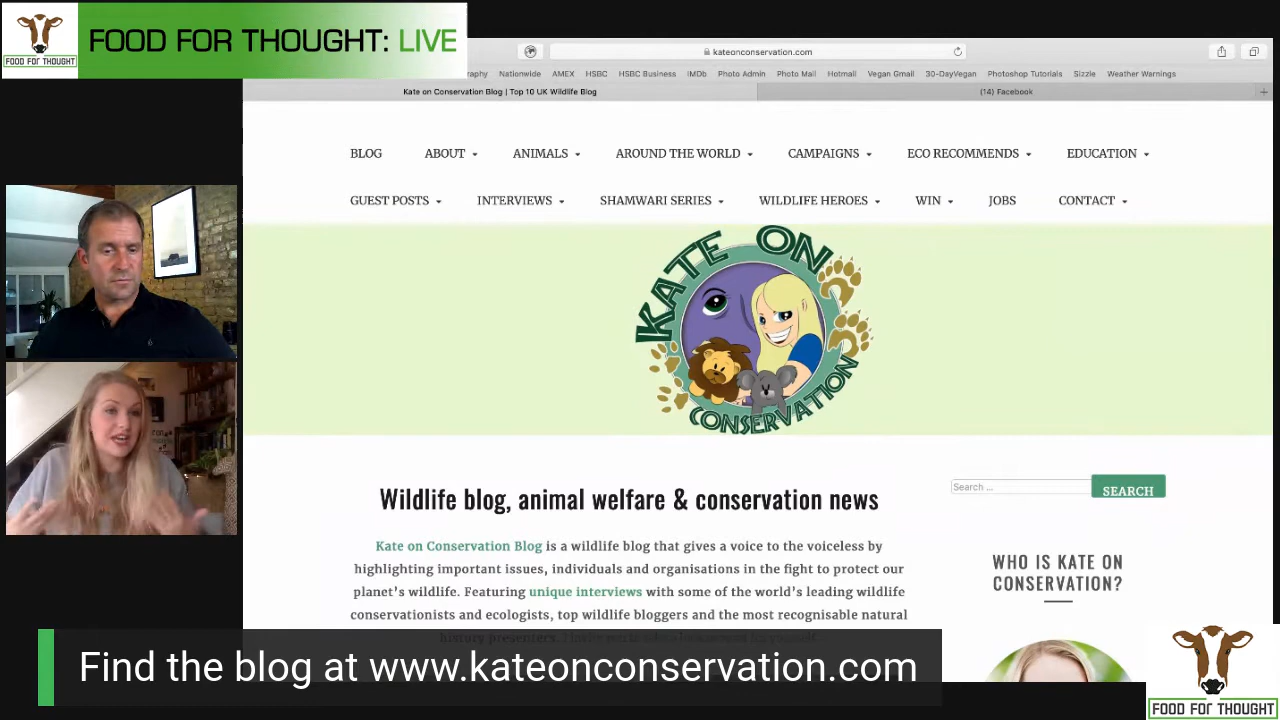 FOOD FOR THOUGHT: LIVE
FOOD FOR THOUGHT
kateonconservation.com
graphy Nationwide AMEX HSBC HSBC Business IMDb Photo Admin Photo Mail Hotmail Vegan Gmail 30-DayVegan Photoshop Tutorials Sizzle Weather Warnings
Kate on Conservation Blog | Top 10 UK Wildlife Blog
(14) Facebook
BLOG ABOUT ANIMALS AROUND THE WORLD CAMPAIGNS ECO RECOMMENDS EDUCATION
GUEST POSTS INTERVIEWS SHAMWARI SERIES WILDLIFE HEROES WIN JOBS CONTACT
KATE ON
CONSERVATION
Wildlife blog, animal welfare & conservation news
Kate on Conservation Blog is a wildlife blog that gives a voice to the voiceless by
highlighting important issues, individuals and organisations in the fight to protect our
planet's wildlife. Featuring unique interviews with some of the world's leading wildlife
conservationists and ecologists, top wildlife bloggers and the most recognisable natural
history presenters.
Search ...
SEARCH
WHO IS KATE ON
CONSERVATION?
Find the blog at www.kateonconservation.com
FOOD FOR THOUGHT